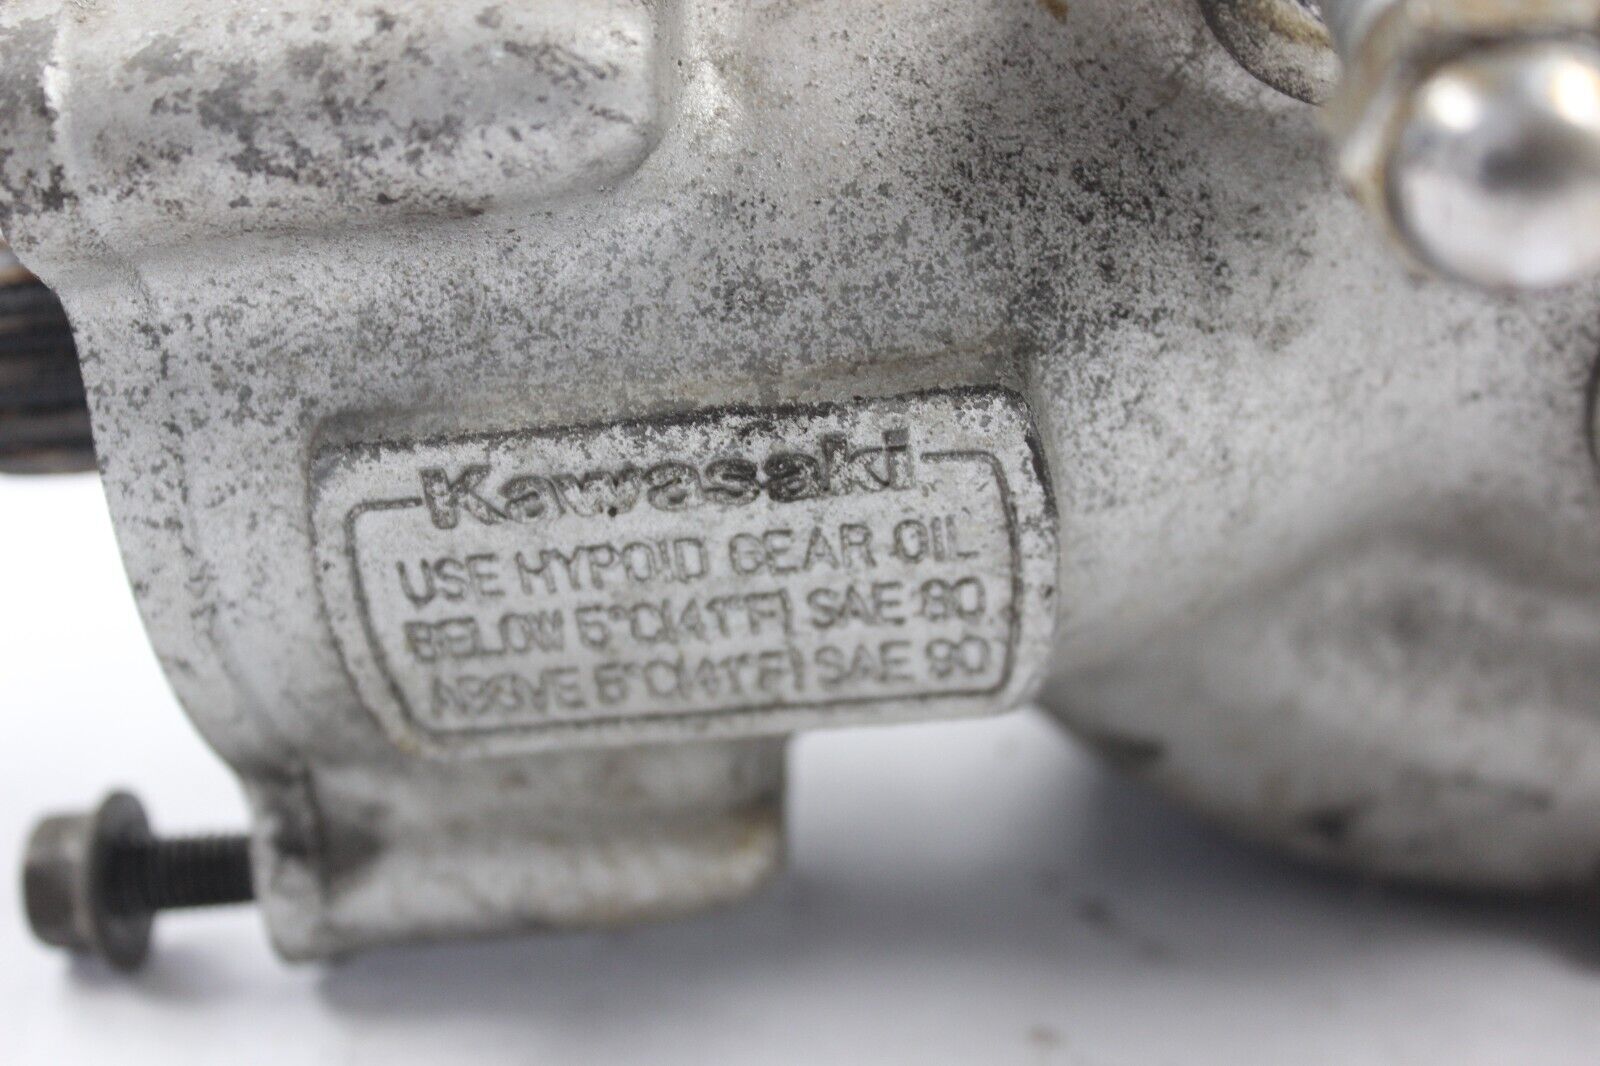 Kawasaki
USE HYPOID GEAR OIL
BELOW 5°C(41°F) SAE 80
ABOVE 5°C(41°F) SAE 90